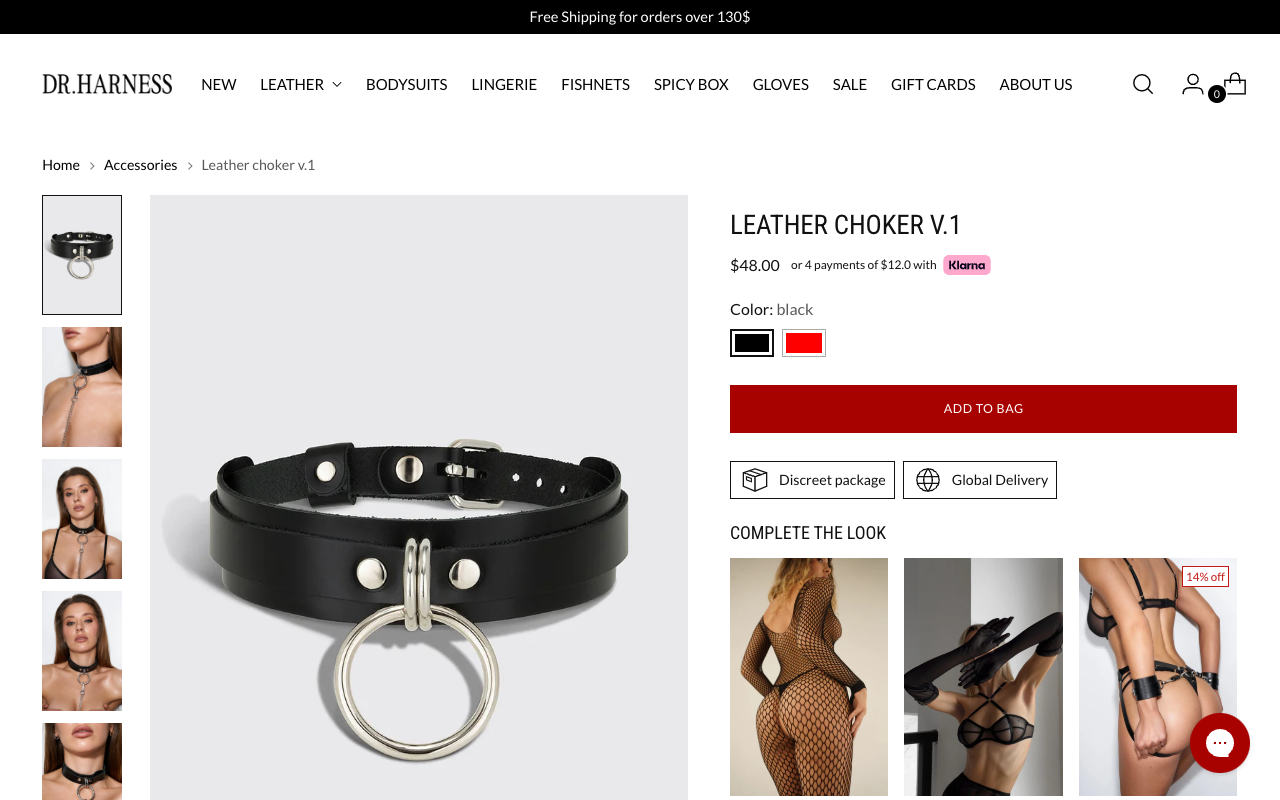 Free Shipping for orders over 130$
DR.HARNESS
NEW
LEATHER
BODYSUITS
LINGERIE
FISHNETS
SPICY BOX
GLOVES
SALE
GIFT CARDS
ABOUT US
0
Home
Accessories
Leather choker v.1
LEATHER CHOKER V.1
$48.00 or 4 payments of $12.0 with Klarna
Color: black
ADD TO BAG
Discreet package
Global Delivery
COMPLETE THE LOOK
14% off